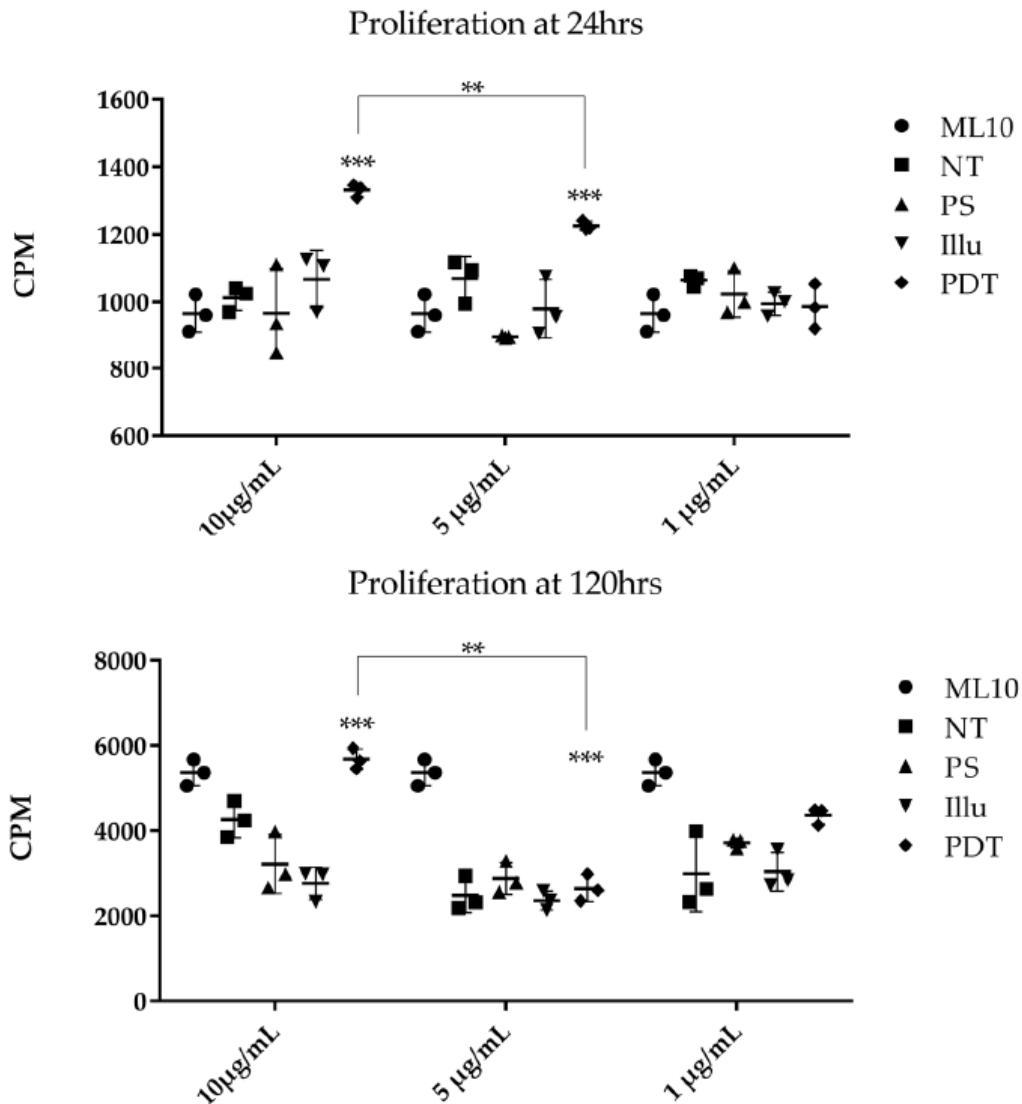 Proliferation at 24hrs
**
1600
1400
1200
1000
800
600
CPM
***
***
ML10
NT
PS
Illu
PDT
10µg/mL
5 µg/mL
1 µg/mL
Proliferation at 120hrs
**
8000
6000
4000
2000
0
CPM
***
***
ML10
NT
PS
Illu
PDT
10µg/mL
5 µg/mL
1 µg/mL